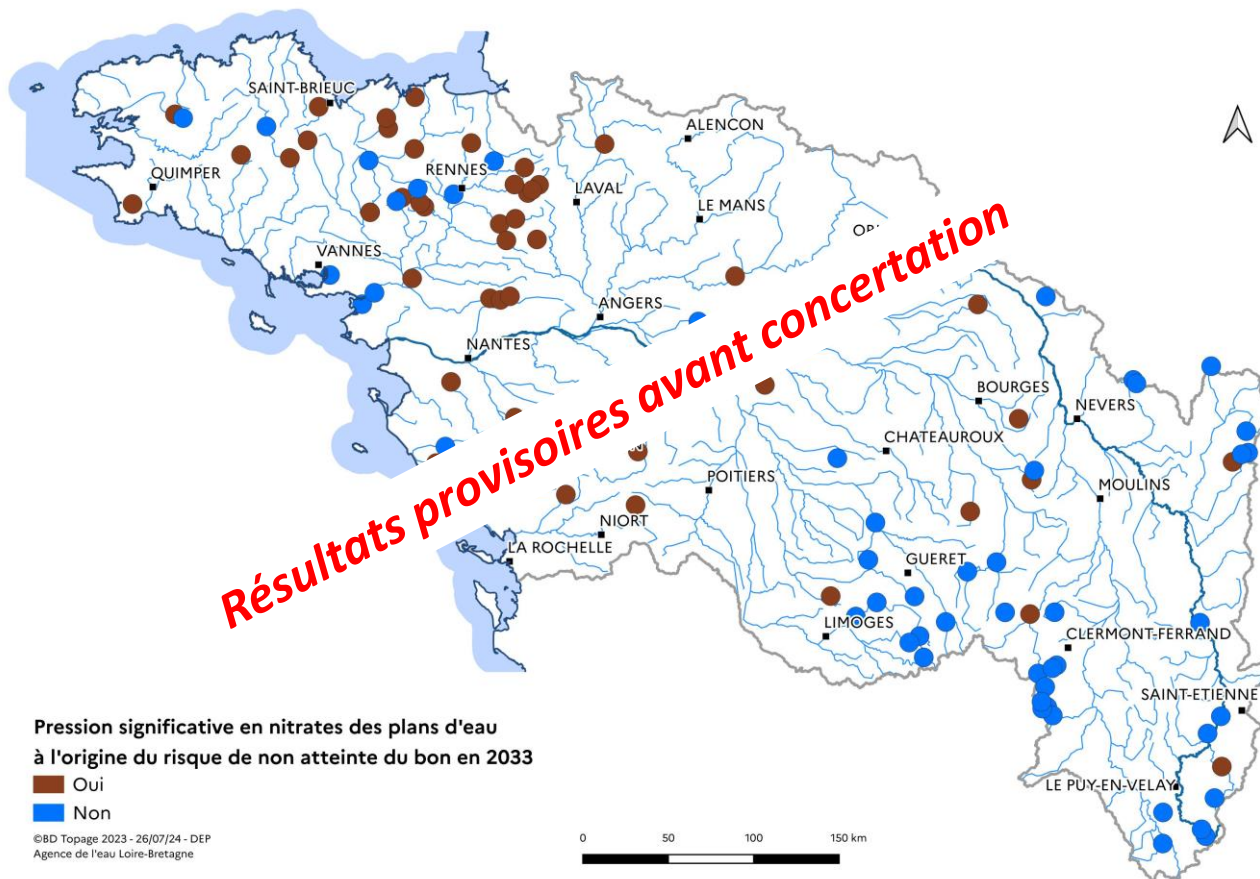 SAINT-BRIEUC
ALENCON
QUIMPER
RENNES
LAVAL
LE MANS
VANNES
ANGERS
NANTES
Résultats provisoires avant concertation
BOURGES
NEVERS
CHATEAUROUX
POITIERS
MOULINS
NIORT
LA ROCHELLE
GUERET
LIMOGES
CLERMONT-FERRAND
SAINT-ETIENNE
LE PUY-EN-VELAY
Pression significative en nitrates des plans d'eau
à l'origine du risque de non atteinte du bon en 2033
Oui
Non
©BD Topage 2023 - 26/07/24 - DEP
Agence de l'eau Loire-Bretagne
0 50 100 150 km